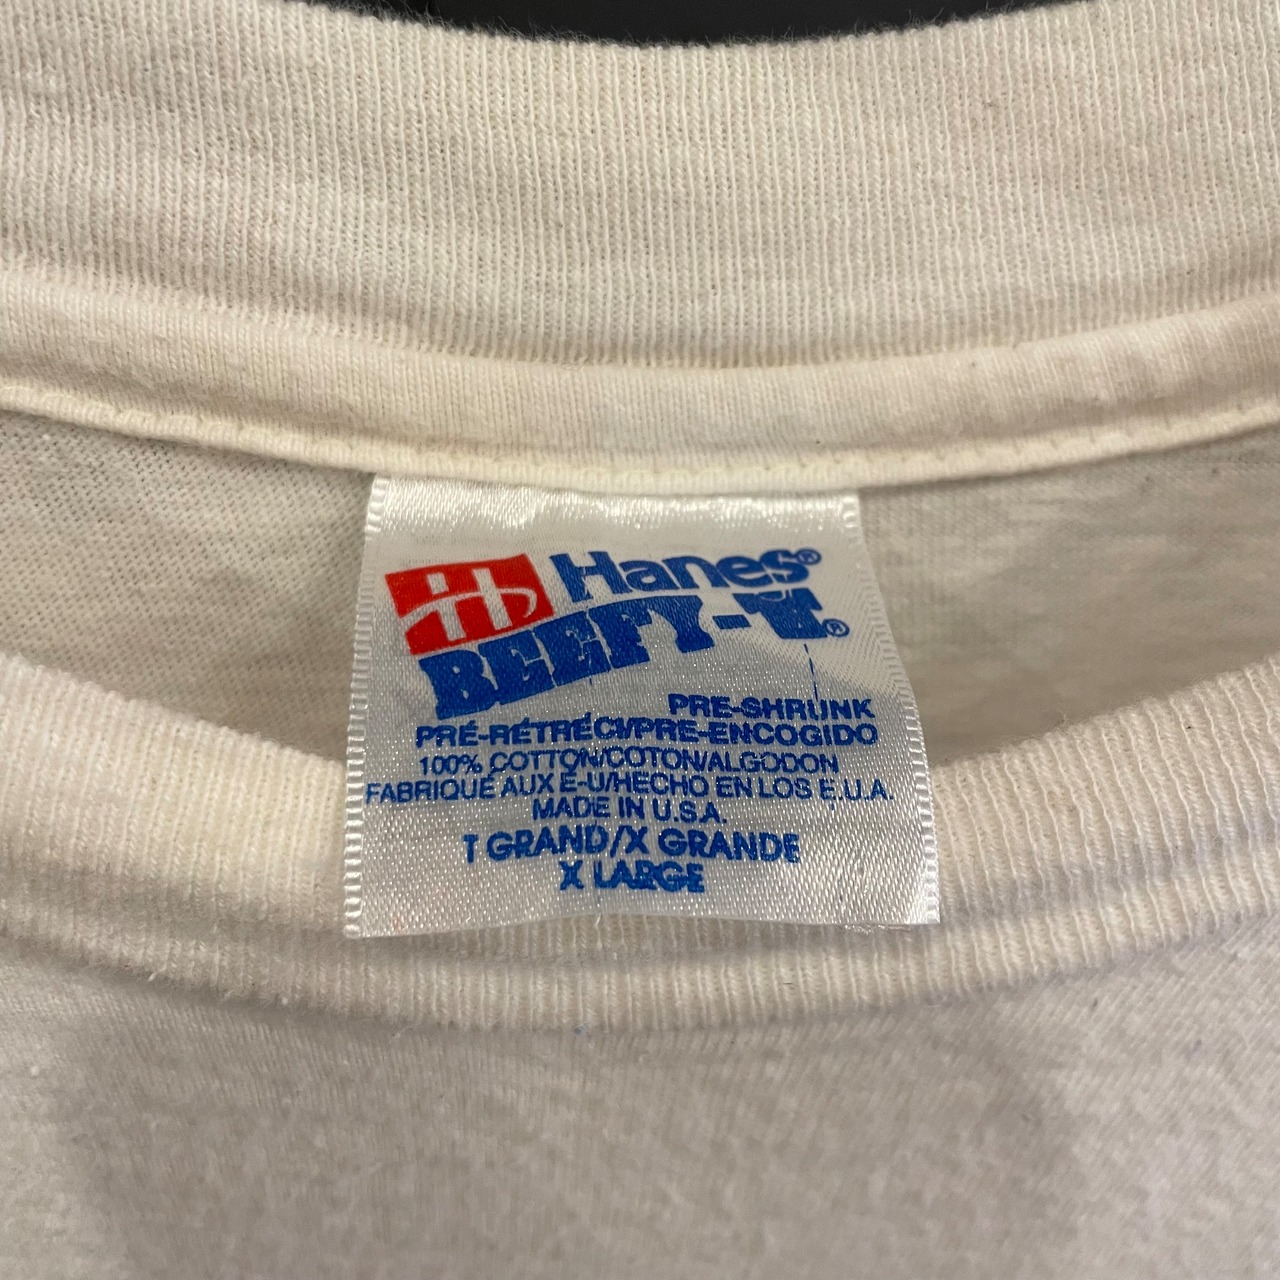 Hanes®
BEEFY-T®
PRE-SHRUNK
PRÉ-RÉTRÉCI/PRE-ENCOGIDO
100% COTTON/COTON/ALGODON
FABRIQUÉ AUX É-U/HECHO EN LOS E.U.A.
MADE IN U.S.A.
T GRAND/X GRANDE
X LARGE